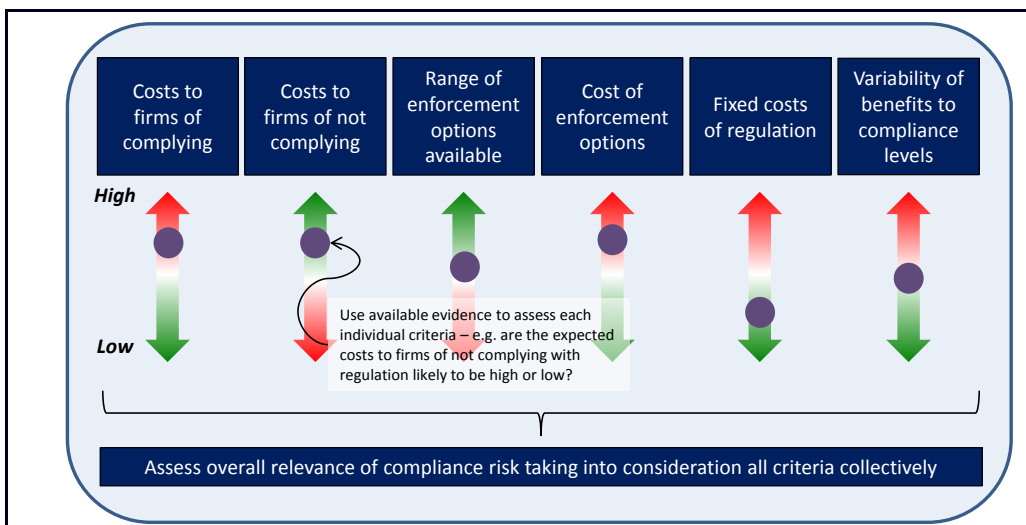 Costs to
firms of
complying
Costs to
firms of not
complying
Range of
enforcement
options
available
Cost of
enforcement
options
Fixed costs
of regulation
Variability of
benefits to
compliance
levels
High
Low
Use available evidence to assess each
individual criteria – e.g. are the expected
costs to firms of not complying with
regulation likely to be high or low?
Assess overall relevance of compliance risk taking into consideration all criteria collectively